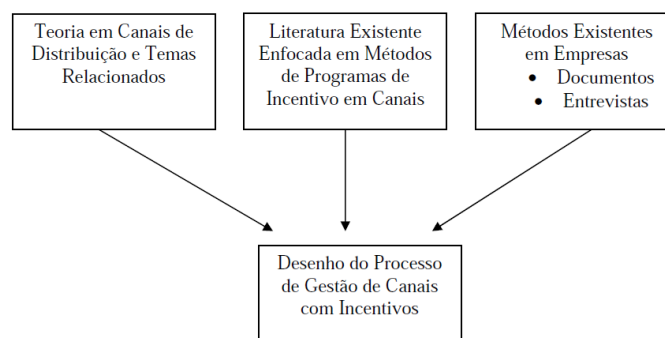 Teoria em Canais de
Distribuição e Temas
Relacionados
Literatura Existente
Enfocada em Métodos
de Programas de
Incentivo em Canais
Métodos Existentes
em Empresas
• Documentos
• Entrevistas
Desenho do Processo
de Gestão de Canais
com Incentivos